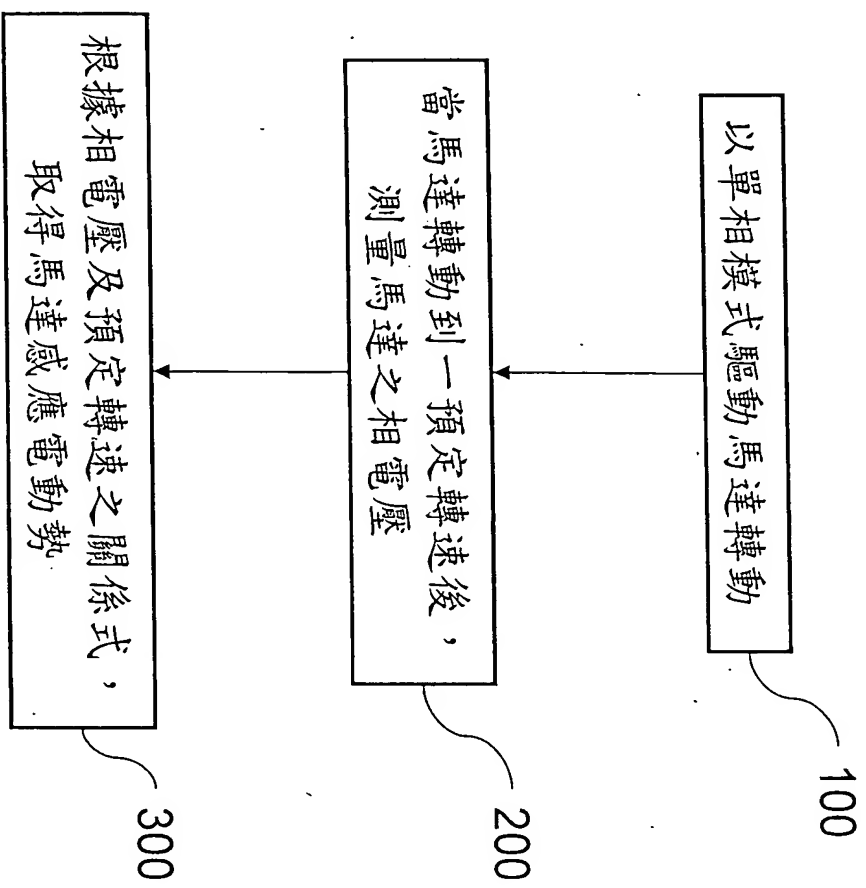 以單相模式驅動馬達轉動
100
當馬達轉動到一預定轉速後，
測量馬達之相電壓
200
根據相電壓及預定轉速之關係式，
取得馬達感應電動勢
300